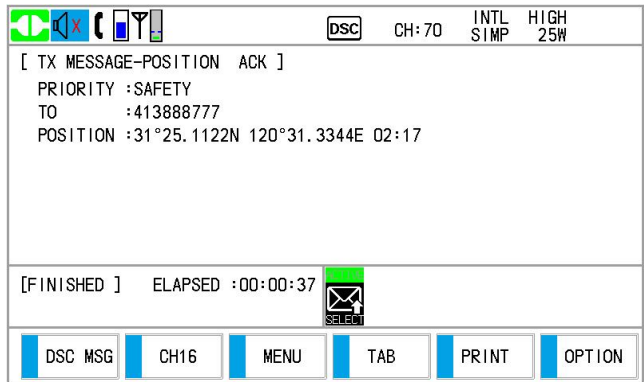 DSC CH:70 INTL HIGH
SIMP 25W
[ TX MESSAGE-POSITION ACK ]
PRIORITY :SAFETY
TO :413888777
POSITION :31°25.1122N 120°31.3344E 02:17
[FINISHED ] ELAPSED :00:00:37
SELECT
DSC MSG CH16 MENU TAB PRINT OPTION